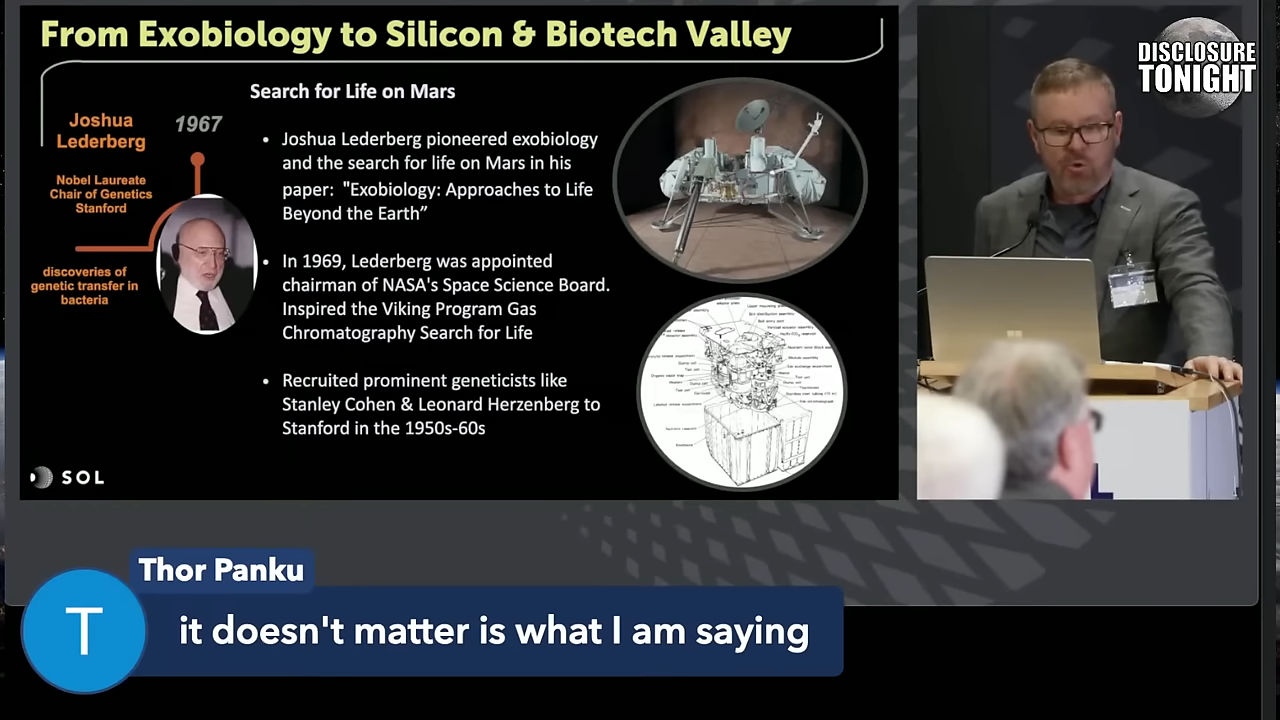 From Exobiology to Silicon & Biotech Valley
DISCLOSURE
TONIGHT
Joshua
Lederberg
1967
Nobel Laureate
Chair of Genetics
Stanford
discoveries of
genetic transfer in
bacteria
Search for Life on Mars
• Joshua Lederberg pioneered exobiology
and the search for life on Mars in his
paper: "Exobiology: Approaches to Life
Beyond the Earth”
• In 1969, Lederberg was appointed
chairman of NASA's Space Science Board.
Inspired the Viking Program Gas
Chromatography Search for Life
• Recruited prominent geneticists like
Stanley Cohen & Leonard Herzenberg to
Stanford in the 1950s-60s
SOL
Thor Panku
T
it doesn't matter is what I am saying